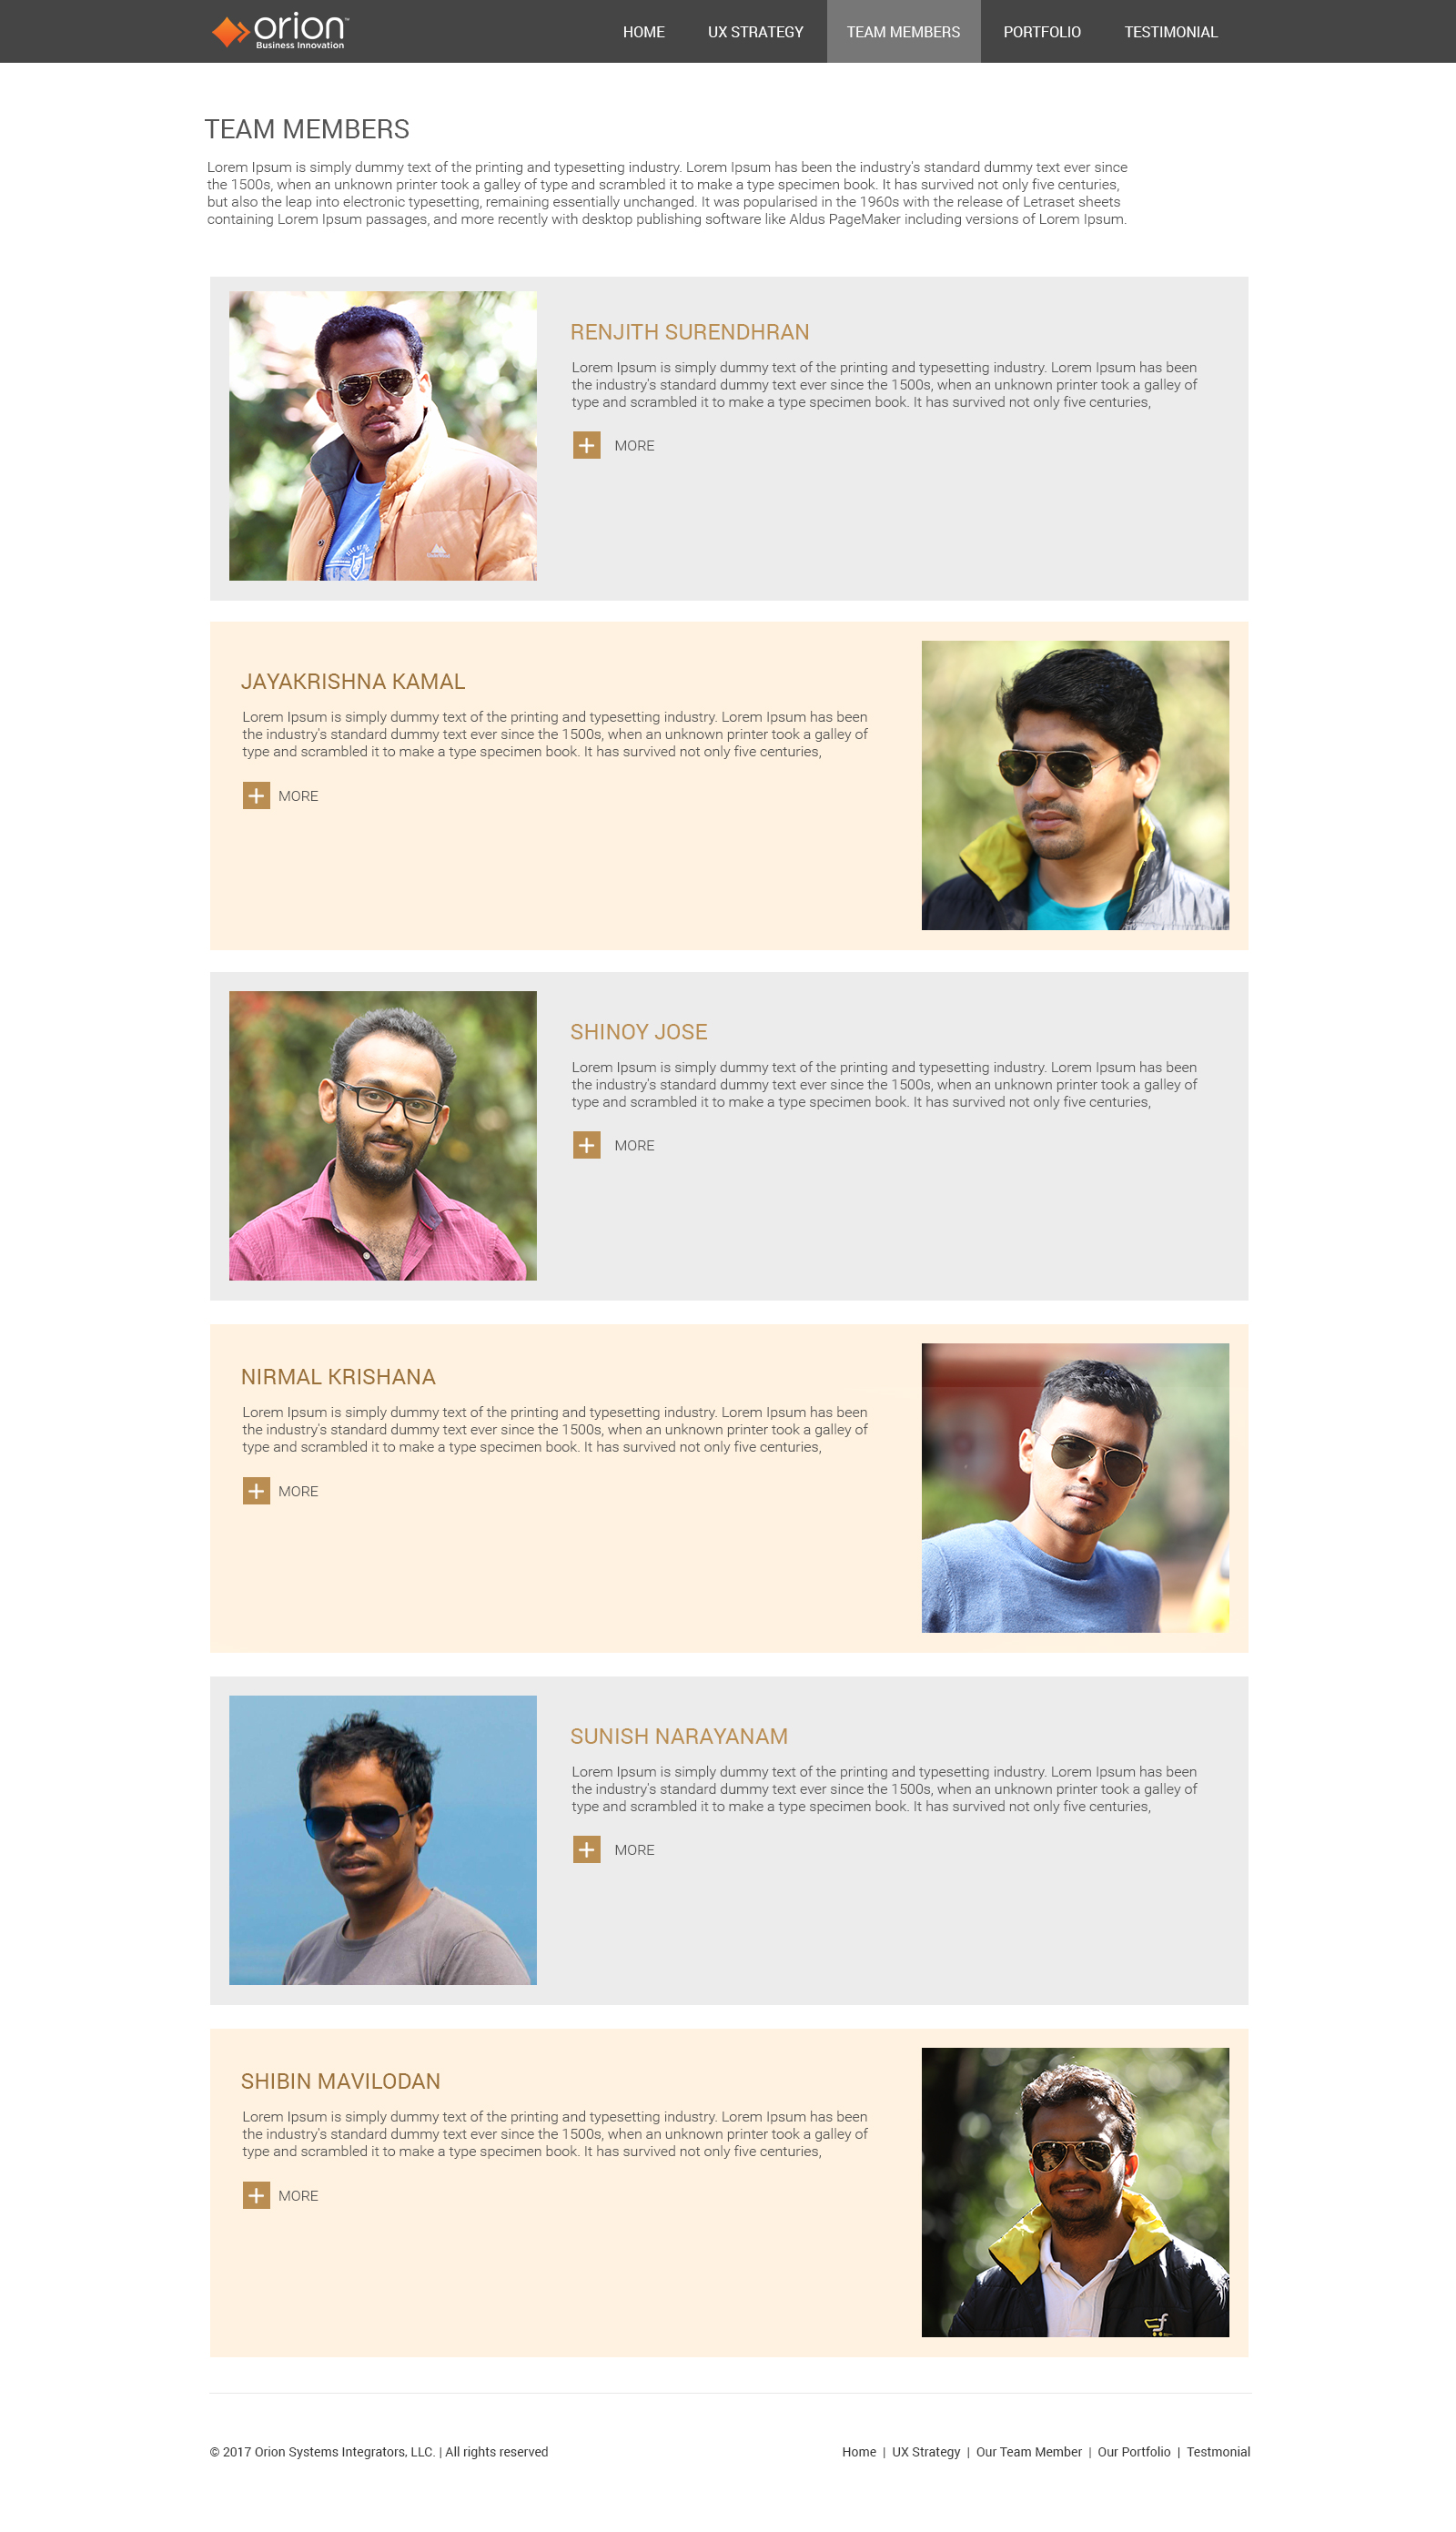 orion™
Business Innovation
HOME
UX STRATEGY
TEAM MEMBERS
PORTFOLIO
TESTIMONIAL
TEAM MEMBERS
Lorem Ipsum is simply dummy text of the printing and typesetting industry. Lorem Ipsum has been the industry's standard dummy text ever since
the 1500s, when an unknown printer took a galley of type and scrambled it to make a type specimen book. It has survived not only five centuries,
but also the leap into electronic typesetting, remaining essentially unchanged. It was popularised in the 1960s with the release of Letraset sheets
containing Lorem Ipsum passages, and more recently with desktop publishing software like Aldus PageMaker including versions of Lorem Ipsum.
RENJITH SURENDHRAN
Lorem Ipsum is simply dummy text of the printing and typesetting industry. Lorem Ipsum has been
the industry's standard dummy text ever since the 1500s, when an unknown printer took a galley of
type and scrambled it to make a type specimen book. It has survived not only five centuries,
MORE
JAYAKRISHNA KAMAL
Lorem Ipsum is simply dummy text of the printing and typesetting industry. Lorem Ipsum has been
the industry's standard dummy text ever since the 1500s, when an unknown printer took a galley of
type and scrambled it to make a type specimen book. It has survived not only five centuries,
MORE
SHINOY JOSE
Lorem Ipsum is simply dummy text of the printing and typesetting industry. Lorem Ipsum has been
the industry's standard dummy text ever since the 1500s, when an unknown printer took a galley of
type and scrambled it to make a type specimen book. It has survived not only five centuries,
MORE
NIRMAL KRISHANA
Lorem Ipsum is simply dummy text of the printing and typesetting industry. Lorem Ipsum has been
the industry's standard dummy text ever since the 1500s, when an unknown printer took a galley of
type and scrambled it to make a type specimen book. It has survived not only five centuries,
MORE
SUNISH NARAYANAM
Lorem Ipsum is simply dummy text of the printing and typesetting industry. Lorem Ipsum has been
the industry's standard dummy text ever since the 1500s, when an unknown printer took a galley of
type and scrambled it to make a type specimen book. It has survived not only five centuries,
MORE
SHIBIN MAVILODAN
Lorem Ipsum is simply dummy text of the printing and typesetting industry. Lorem Ipsum has been
the industry's standard dummy text ever since the 1500s, when an unknown printer took a galley of
type and scrambled it to make a type specimen book. It has survived not only five centuries,
MORE
© 2017 Orion Systems Integrators, LLC. | All rights reserved
Home | UX Strategy | Our Team Member | Our Portfolio | Testmonial